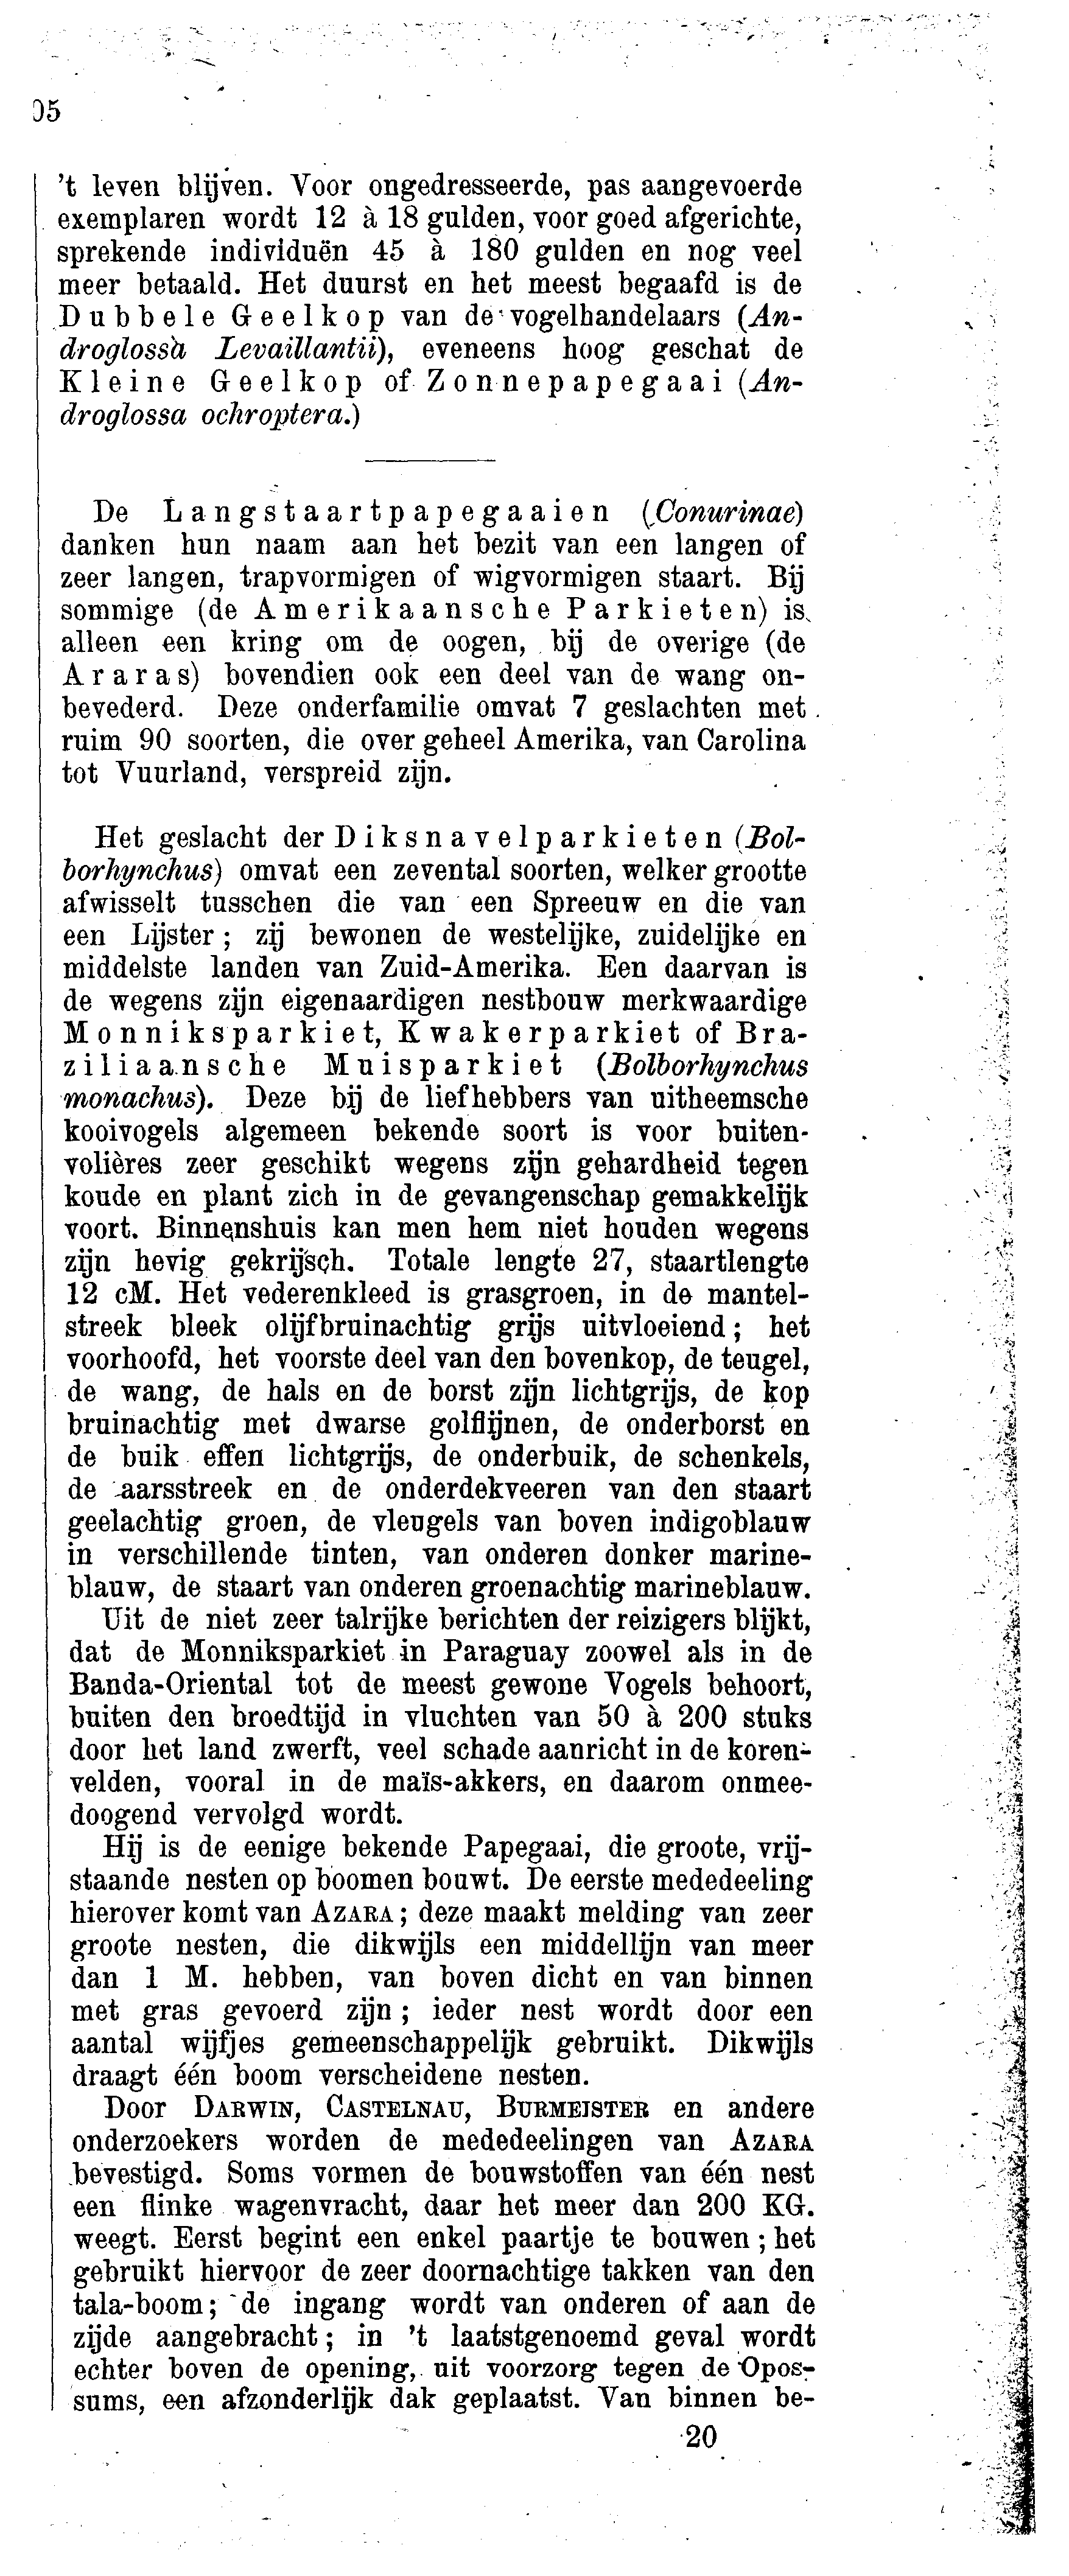 05
't leven blijven. Voor ongedresseerde, pas aangevoerde
exemplaren wordt 12 à 18 gulden, voor goed afgerichte,
sprekende individuën 45 à 180 gulden en nog veel
meer betaald. Het duurst en het meest begaafd is de
Dubbele Geelkop van de vogelhandelaars (An-
droglossa Levaillantii), eveneens hoog geschat de
Kleine Geelkop of Zonnepapegaai (An-
droglossa ochroptera.)
De Langstaartpapegaaien (Conurinae)
danken hun naam aan het bezit van een langen of
zeer langen, trapvormigen of wigvormigen staart. Bij
sommige (de Amerikaansche Parkieten) is
alleen een kring om de oogen, bij de overige (de
Araras) bovendien ook een deel van de wang on-
bevederd. Deze onderfamilie omvat 7 geslachten met
ruim 90 soorten, die over geheel Amerika, van Carolina
tot Vuurland, verspreid zijn.
Het geslacht der Diksnavelparkieten (Bol-
borhynchus) omvat een zevental soorten, welker grootte
afwisselt tusschen die van een Spreeuw en die van
een Lijster; zij bewonen de westelijke, zuidelijke en
middelste landen van Zuid-Amerika. Een daarvan is
de wegens zijn eigenaardigen nestbouw merkwaardige
Monniksparkiet, Kwakerparkiet of Bra-
ziliaansche Muisparkiet (Bolborhynchus
monachus). Deze bij de liefhebbers van uitheemsche
kooivogels algemeen bekende soort is voor buiten-
volières zeer geschikt wegens zijn gehardheid tegen
koude en plant zich in de gevangenschap gemakkelijk
voort. Binnenshuis kan men hem niet houden wegens
zijn hevig gekrijsch. Totale lengte 27, staartlengte
12 cM. Het vederenkleed is grasgroen, in de mantel-
streek bleek olijfbruinachtig grijs uitvloeiend; het
voorhoofd, het voorste deel van den bovenkop, de teugel,
de wang, de hals en de borst zijn lichtgrijs, de kop
bruinachtig met dwarse golflijnen, de onderborst en
de buik effen lichtgrijs, de onderbuik, de schenkels,
de aarsstreek en de onderdekveeren van den staart
geelachtig groen, de vleugels van boven indigoblauw
in verschillende tinten, van onderen donker marine-
blauw, de staart van onderen groenachtig marineblauw.
Uit de niet zeer talrijke berichten der reizigers blijkt,
dat de Monniksparkiet in Paraguay zoowel als in de
Banda-Oriental tot de meest gewone Vogels behoort,
buiten den broedtijd in vluchten van 50 à 200 stuks
door het land zwerft, veel schade aanricht in de koren-
velden, vooral in de maïs-akkers, en daarom onmee-
doogend vervolgd wordt.
Hij is de eenige bekende Papegaai, die groote, vrij-
staande nesten op boomen bouwt. De eerste mededeeling
hierover komt van AZARA; deze maakt melding van zeer
groote nesten, die dikwijls een middellijn van meer
dan 1 M. hebben, van boven dicht en van binnen
met gras gevoerd zijn; ieder nest wordt door een
aantal wijfjes gemeenschappelijk gebruikt. Dikwijls
draagt één boom verscheidene nesten.
Door DARWIN, CASTELNAU, BURMEISTER en andere
onderzoekers worden de mededeelingen van AZARA
bevestigd. Soms vormen de bouwstoffen van één nest
een flinke wagenvracht, daar het meer dan 200 KG.
weegt. Eerst begint een enkel paartje te bouwen; het
gebruikt hiervoor de zeer doornachtige takken van den
tala-boom; de ingang wordt van onderen of aan de
zijde aangebracht; in 't laatstgenoemd geval wordt
echter boven de opening, uit voorzorg tegen de Opos-
sums, een afzonderlijk dak geplaatst. Van binnen be-
20